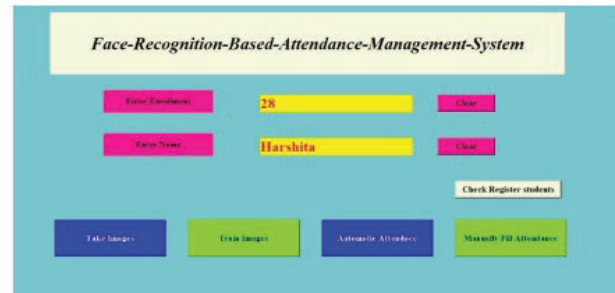 Face-Recognition-Based-Attendance-Management-System
Enter Enrollment 28 Clear
Enter Name Harshita Clear
Check Register students
Take Images Train Images Automatic Attendace Manually Fill Attendance